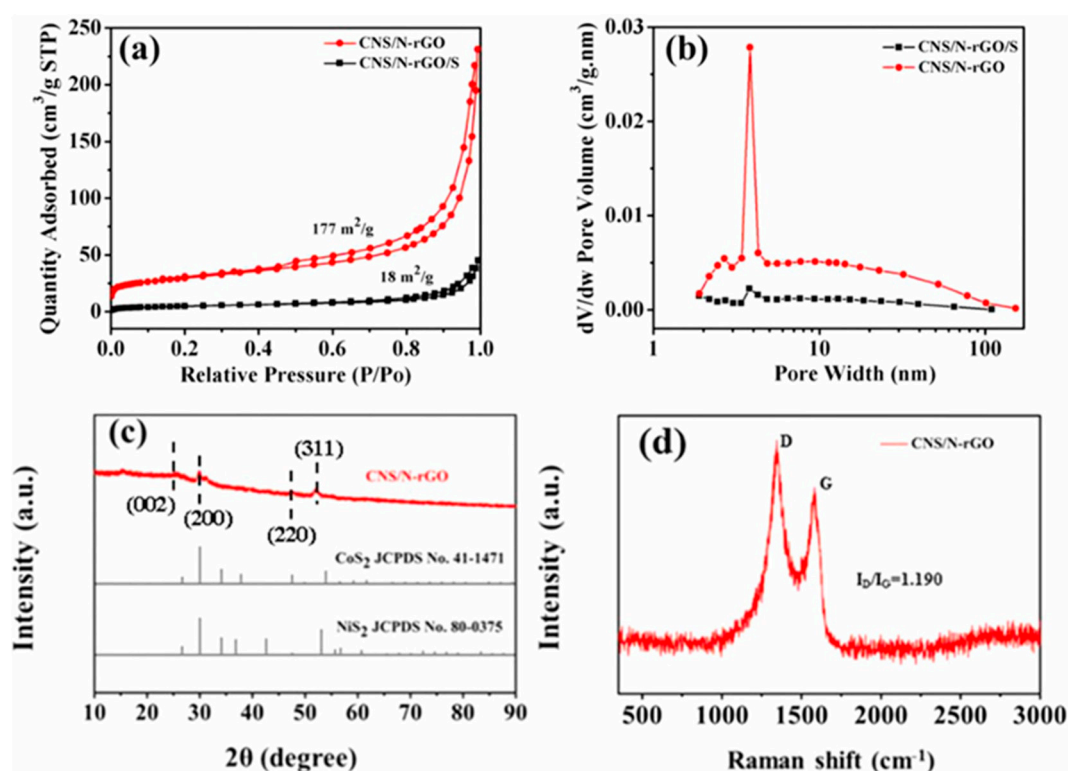 (a)
CNS/N-rGO
CNS/N-rGO/S
177 m²/g
18 m²/g
250
200
150
100
50
0
Quantity Adsorbed (cm³/g STP)
0.0 0.2 0.4 0.6 0.8 1.0
Relative Pressure (P/Po)
(b)
CNS/N-rGO/S
CNS/N-rGO
0.03
0.02
0.01
0.00
dV/dw Pore Volume (cm³/g.nm)
1 10 100
Pore Width (nm)
(c)
(311)
CNS/N-rGO
(002)
(200)
(220)
CoS₂ JCPDS No. 41-1471
NiS₂ JCPDS No. 80-0375
Intensity (a.u.)
10 20 30 40 50 60 70 80 90
2θ (degree)
(d)
D
CNS/N-rGO
G
I_D/I_G=1.190
Intensity (a.u.)
500 1000 1500 2000 2500 3000
Raman shift (cm⁻¹)